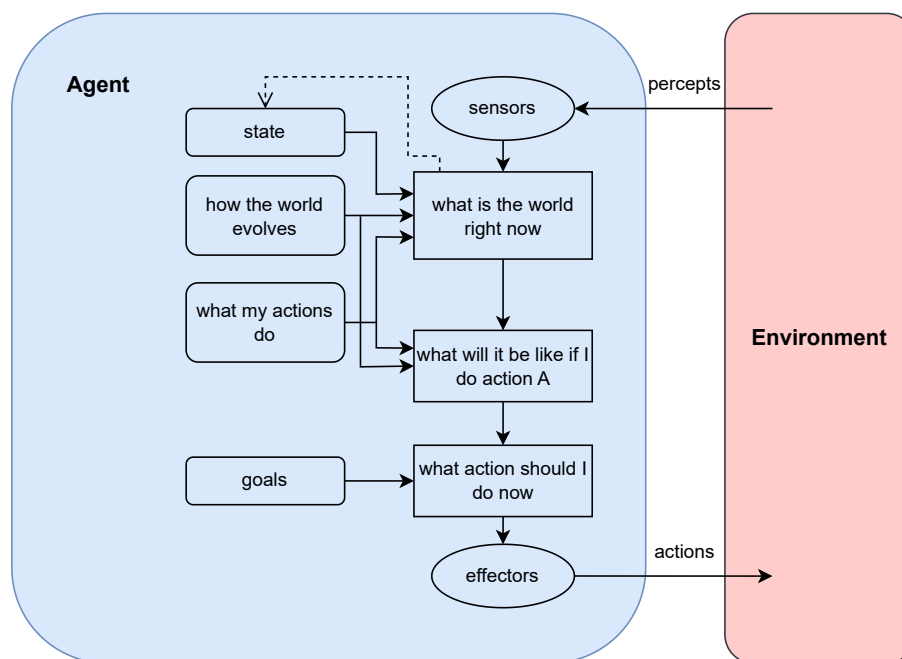 Agent
percepts
sensors
state
how the world
evolves
what is the world
right now
what my actions
do
what will it be like if I
do action A
Environment
goals
what action should I
do now
effectors
actions